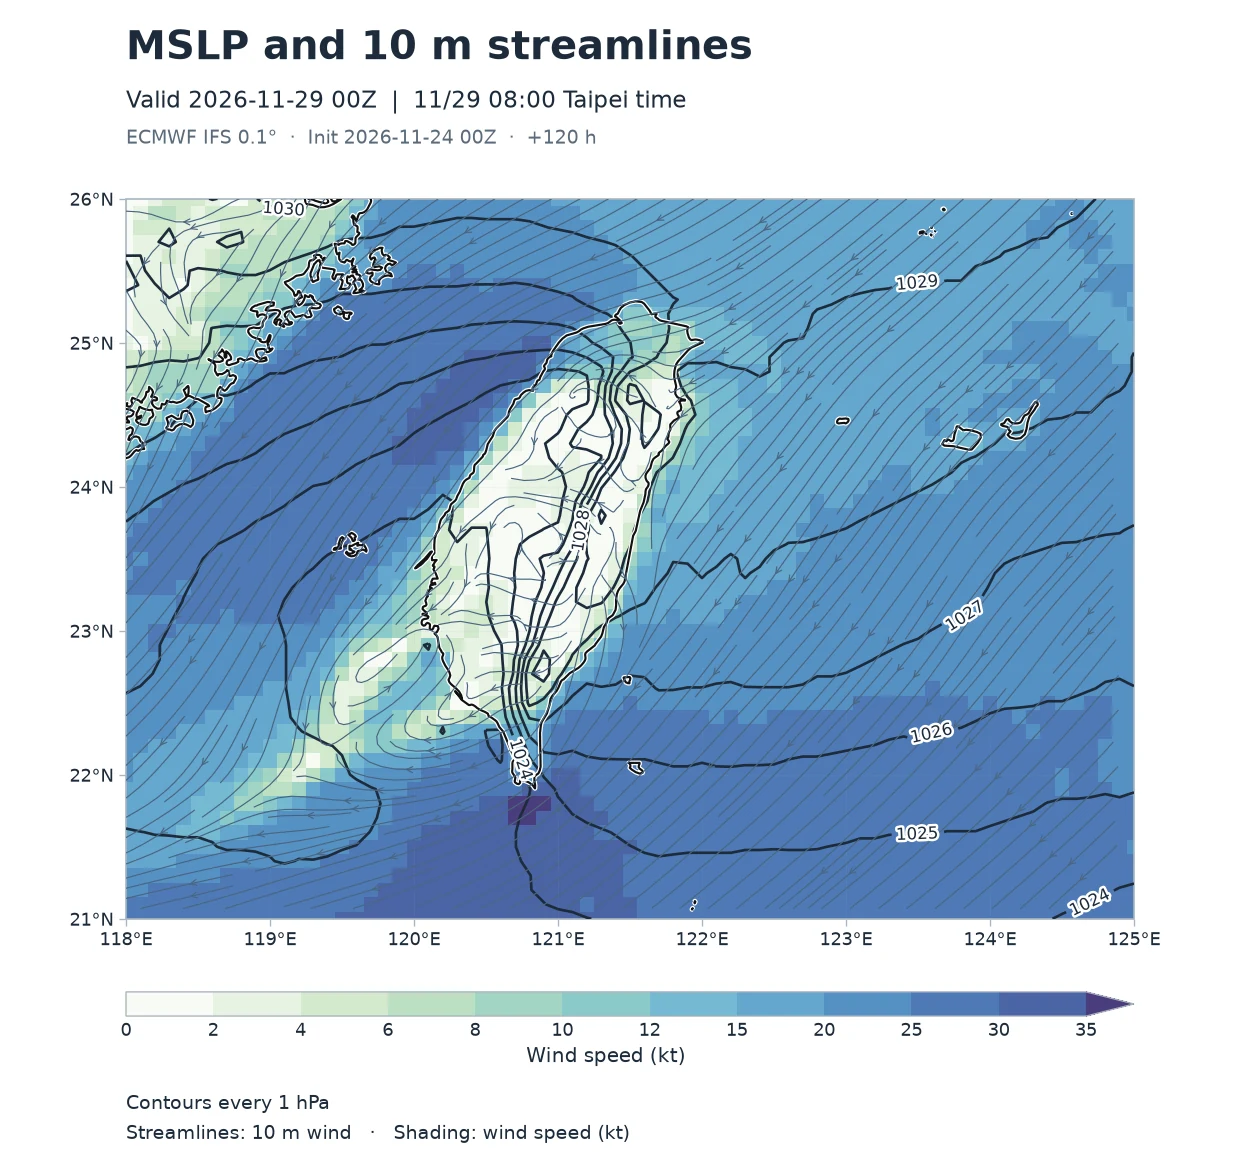 MSLP and 10 m streamlines
Valid 2026-11-29 00Z | 11/29 08:00 Taipei time
ECMWF IFS 0.1° · Init 2026-11-24 00Z · +120 h
26°N
1030
1029
25°N
24°N
1028
23°N
1027
1026
22°N
1024
1025
1024
21°N
118°E 119°E 120°E 121°E 122°E 123°E 124°E 125°E
0 2 4 6 8 10 12 15 20 25 30 35
Wind speed (kt)
Contours every 1 hPa
Streamlines: 10 m wind · Shading: wind speed (kt)